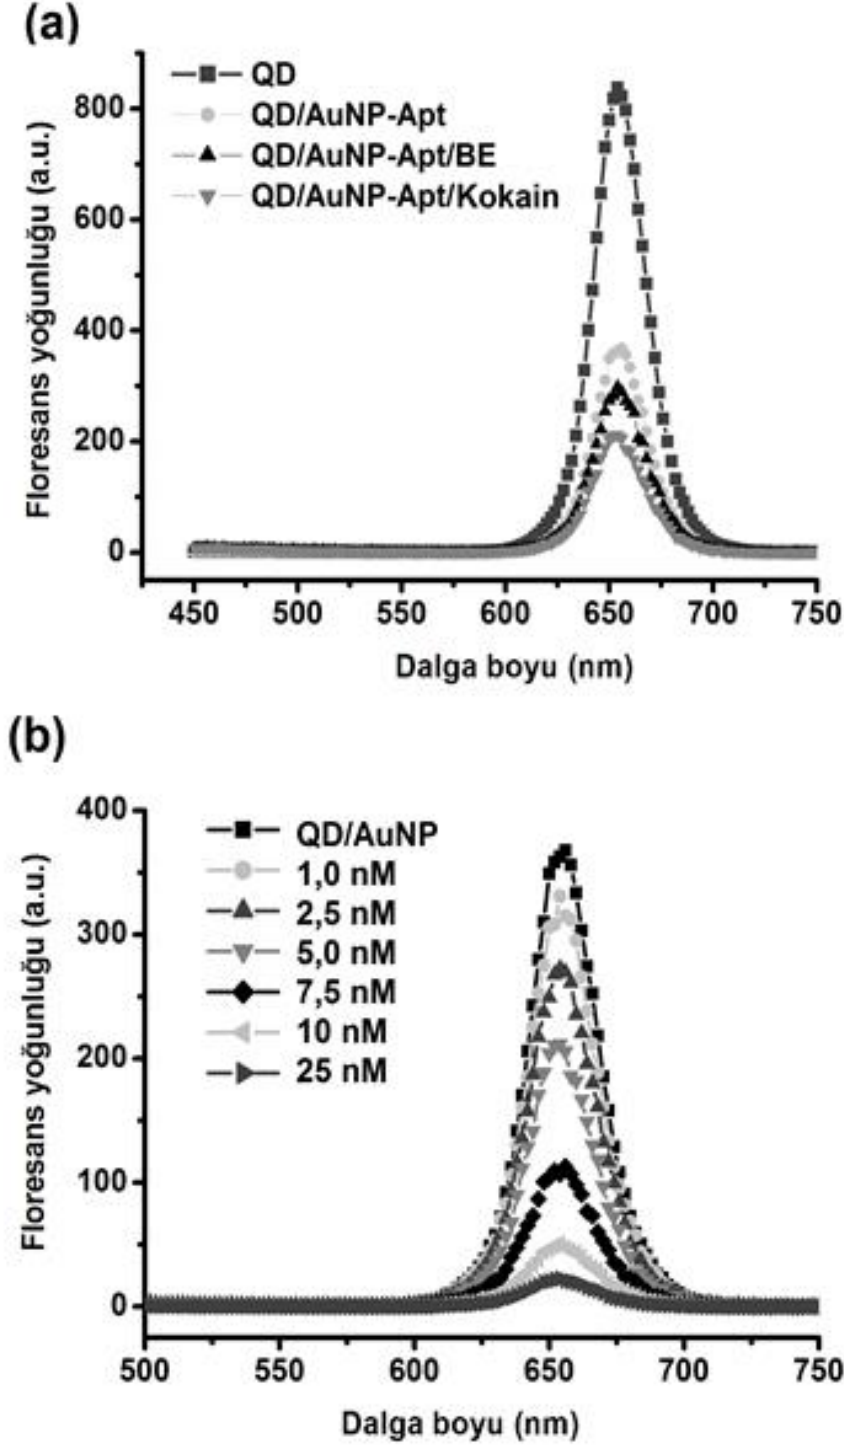 (a)
QD
QD/AuNP-Apt
QD/AuNP-Apt/BE
QD/AuNP-Apt/Kokain
Floresans yoğunluğu (a.u.)
800
600
400
200
0
450 500 550 600 650 700 750
Dalga boyu (nm)
(b)
QD/AuNP
1,0 nM
2,5 nM
5,0 nM
7,5 nM
10 nM
25 nM
Floresans yoğunluğu (a.u.)
400
300
200
100
0
500 550 600 650 700 750
Dalga boyu (nm)